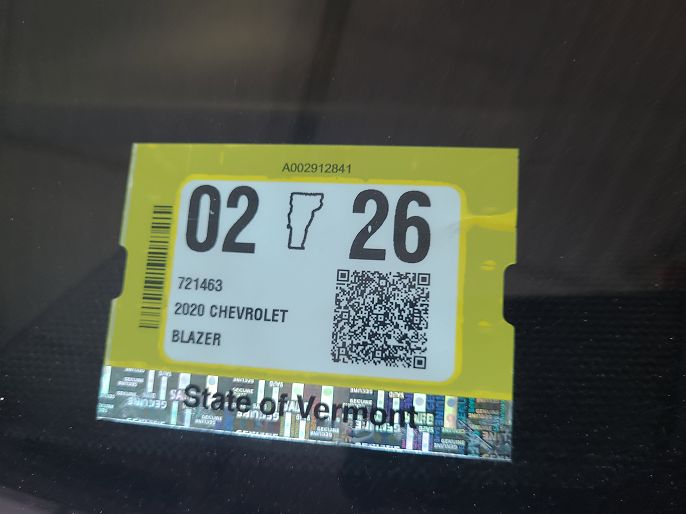 A002912841
02 26
721463
2020 CHEVROLET
BLAZER
State of Vermont